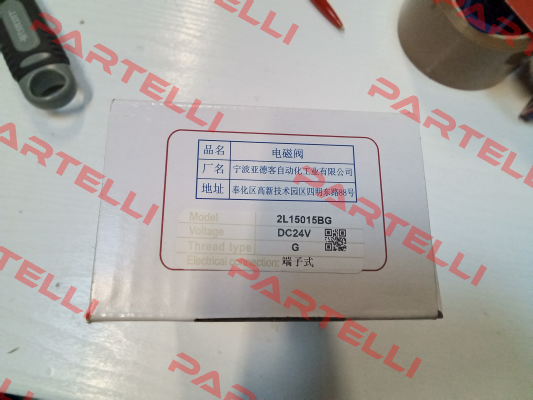 PARTELLI
PARTELLI
品名 电磁阀
厂名 宁波亚德客自动化工业有限公司
地址 奉化区高新技术园区四明东路88号
Model 2L15015BG
Voltage DC24V
Thread type G
Electrical connection: 端子式
PARTELLI
PARTELLI
PARTELLI